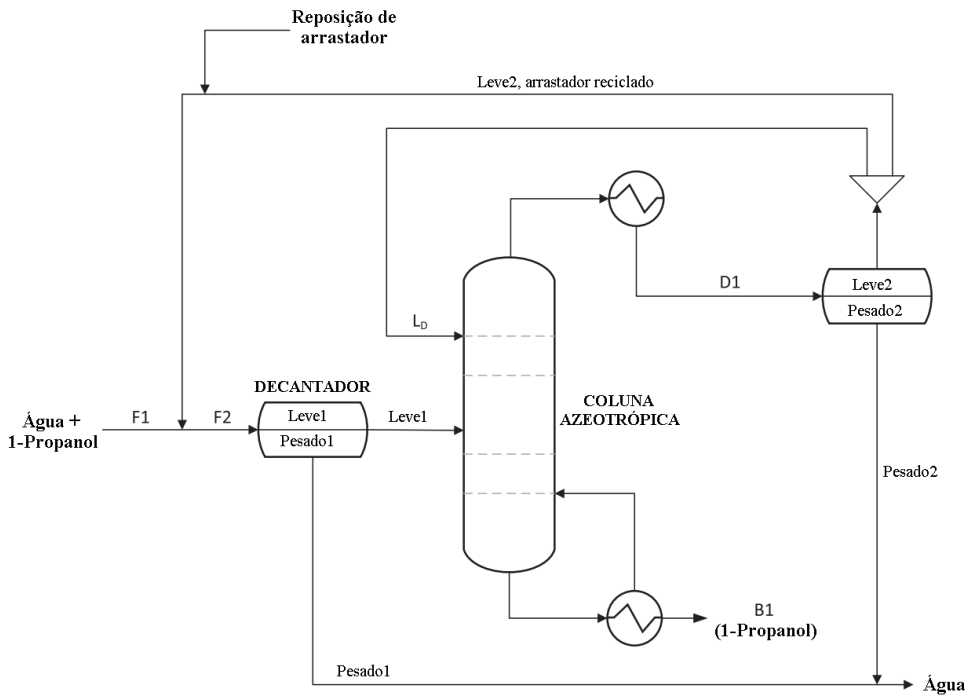 Reposição de
arrastador
Leve2, arrastador reciclado
D1
Leve2
Pesado2
L_D
DECANTADOR
COLUNA
AZEOTRÓPICA
Água +
1-Propanol
F1
F2
Leve1
Pesado1
Leve1
Pesado2
B1
(1-Propanol)
Pesado1
Água